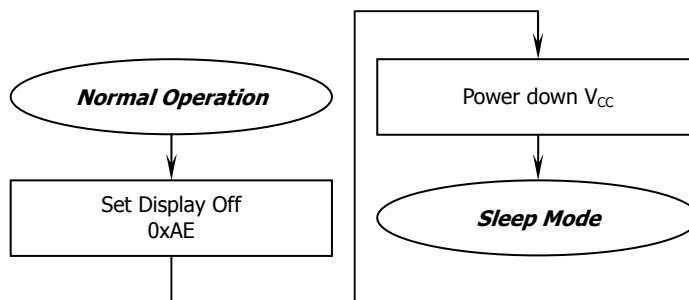 Normal Operation
Set Display Off
0xAE
Power down VCC
Sleep Mode